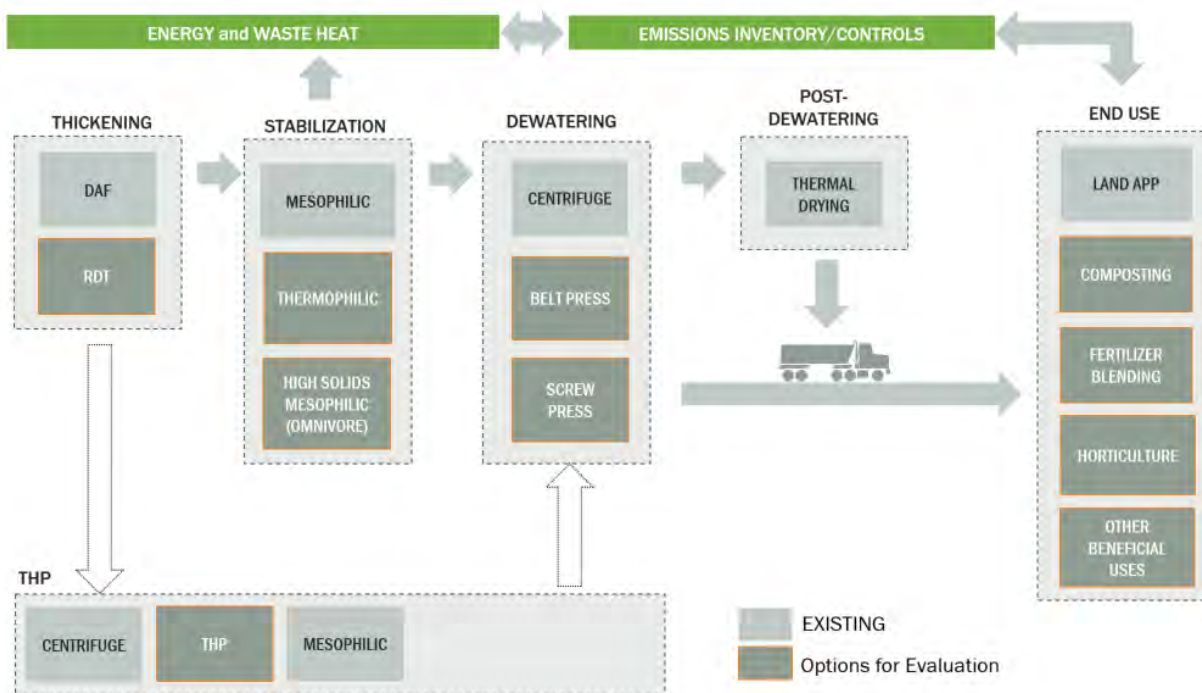 ENERGY and WASTE HEAT
EMISSIONS INVENTORY/CONTROLS
THICKENING
DAF
RDT
STABILIZATION
MESOPHILIC
THERMOPHILIC
HIGH SOLIDS
MESOPHILIC
(OMNIVORE)
DEWATERING
CENTRIFUGE
BELT PRESS
SCREW
PRESS
POST-
DEWATERING
THERMAL
DRYING
END USE
LAND APP
COMPOSTING
FERTILIZER
BLENDING
HORTICULTURE
OTHER
BENEFICIAL
USES
THP
CENTRIFUGE
THP
MESOPHILIC
EXISTING
Options for Evaluation